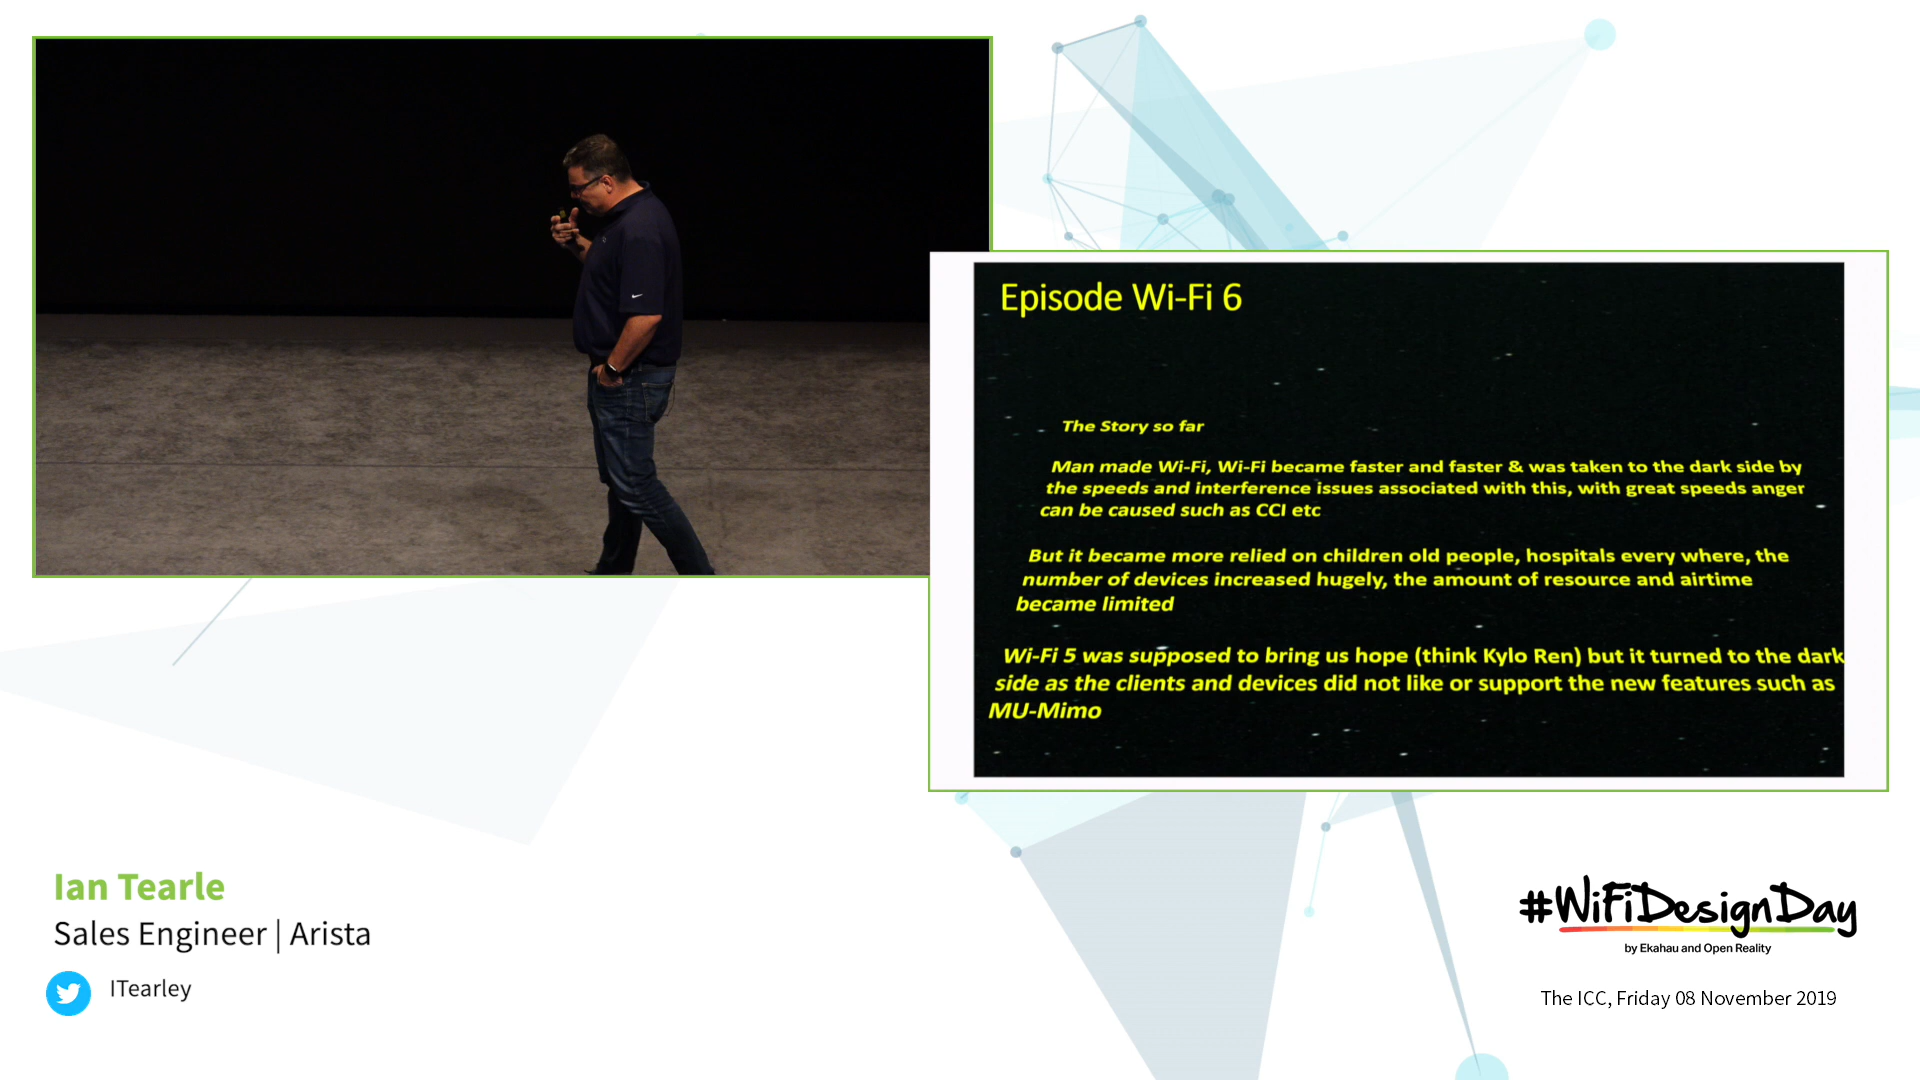 Episode Wi-Fi 6
The Story so far
Man made Wi-Fi, Wi-Fi became faster and faster & was taken to the dark side by
the speeds and interference issues associated with this, with great speeds anger
can be caused such as CCI etc
But it became more relied on children old people, hospitals every where, the
number of devices increased hugely, the amount of resource and airtime
became limited
Wi-Fi 5 was supposed to bring us hope (think Kylo Ren) but it turned to the dark
side as the clients and devices did not like or support the new features such as
MU-Mimo
Ian Tearle
Sales Engineer | Arista
ITearley
#WiFiDesignDay
by Ekahau and Open Reality
The ICC, Friday 08 November 2019